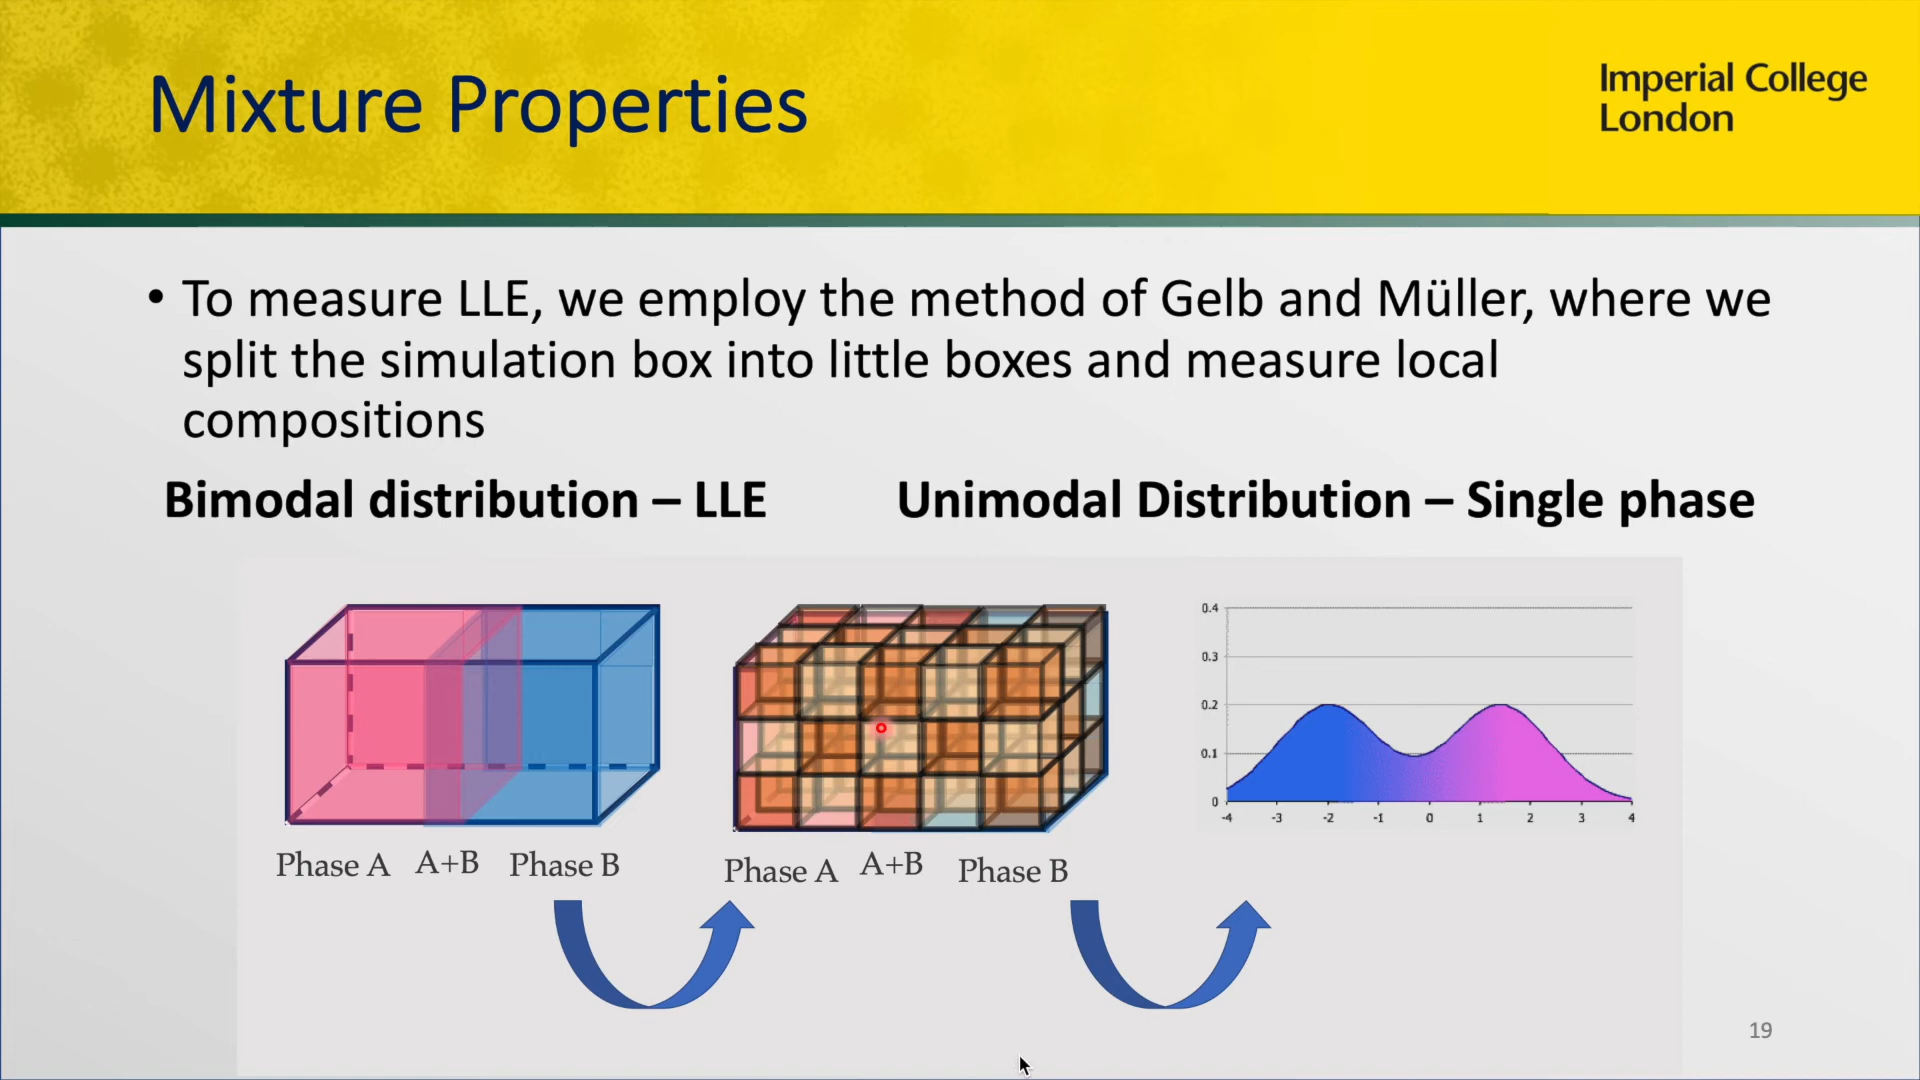 Mixture Properties
Imperial College
London
• To measure LLE, we employ the method of Gelb and Müller, where we
split the simulation box into little boxes and measure local
compositions
Bimodal distribution – LLE
Unimodal Distribution – Single phase
Phase A
A+B
Phase B
Phase A
A+B
Phase B
0.4
0.3
0.2
0.1
0
-4 -3 -2 -1 0 1 2 3 4
19